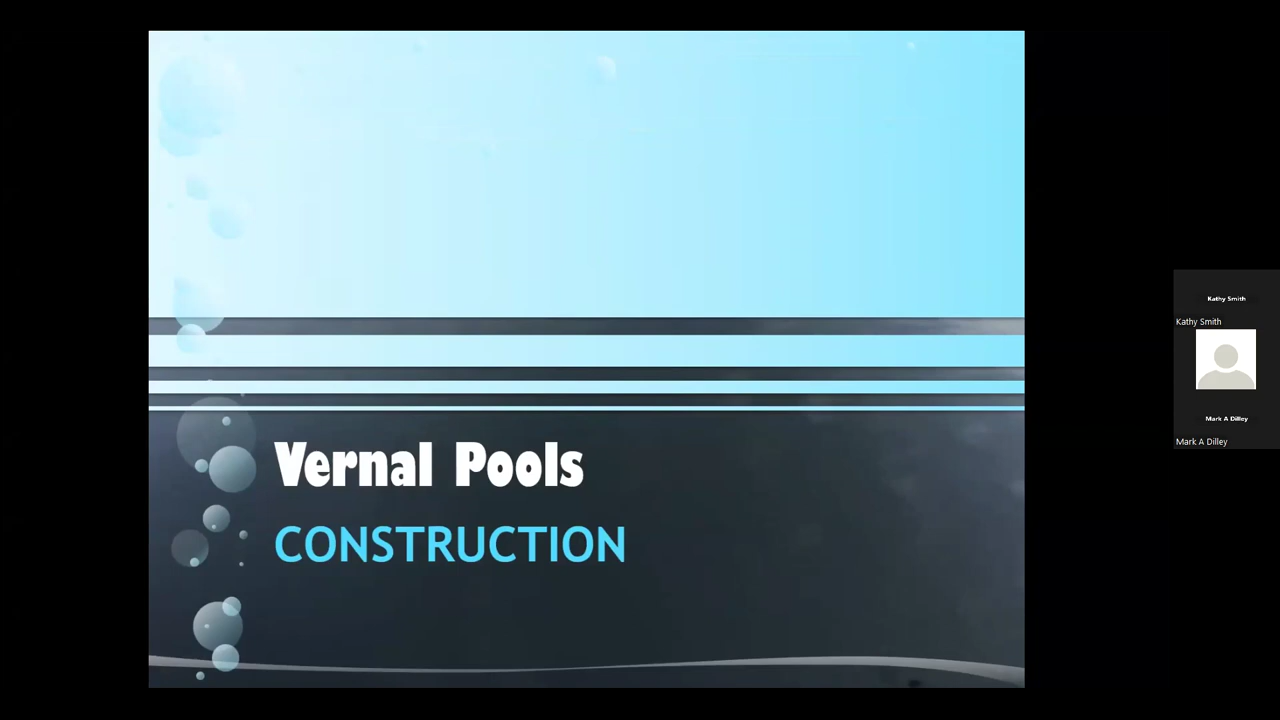 Vernal Pools
CONSTRUCTION
Kathy Smith
Kathy Smith
Mark A Dilley
Mark A Dilley